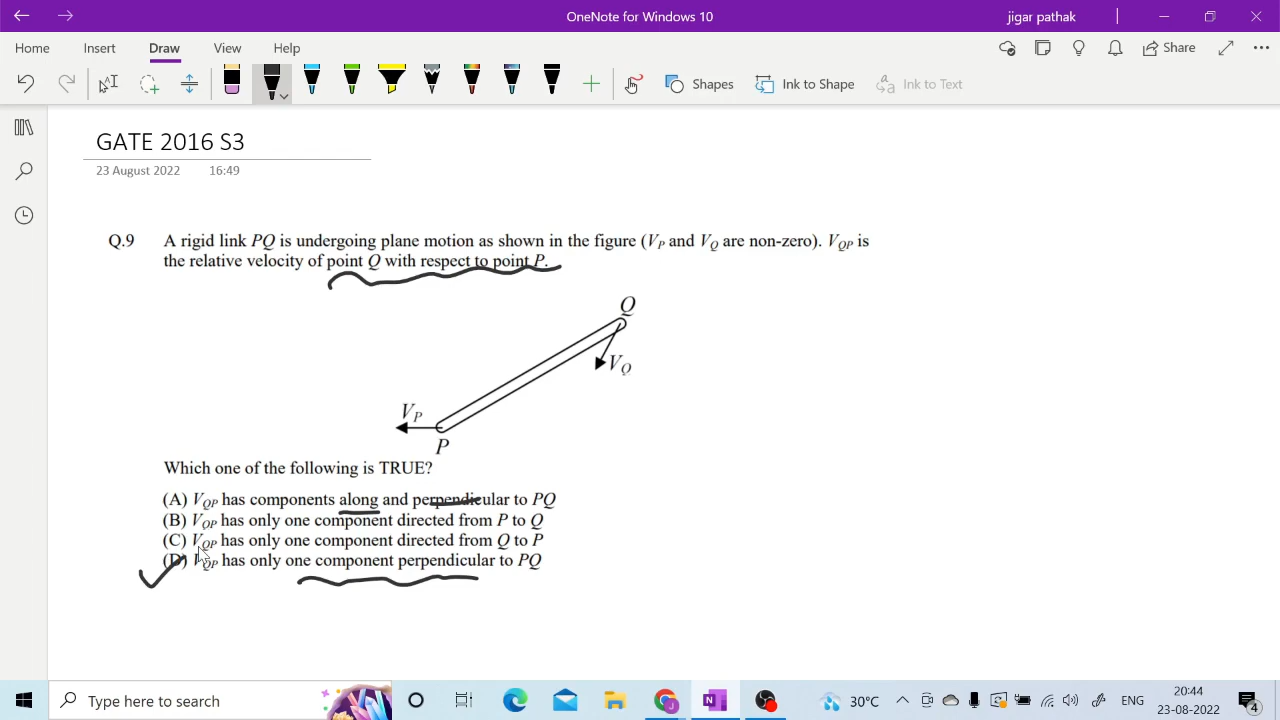 OneNote for Windows 10
jigar pathak
Home Insert Draw View Help
Share
Shapes Ink to Shape Ink to Text
GATE 2016 S3
23 August 2022 16:49
Q.9 A rigid link PQ is undergoing plane motion as shown in the figure (VP and VQ are non-zero). VQP is
the relative velocity of point Q with respect to point P.
Q
VQ
VP
P
Which one of the following is TRUE?
(A) VQP has components along and perpendicular to PQ
(B) VQP has only one component directed from P to Q
(C) VQP has only one component directed from Q to P
(D) VQP has only one component perpendicular to PQ
Type here to search
30°C
ENG
20:44
23-08-2022
4